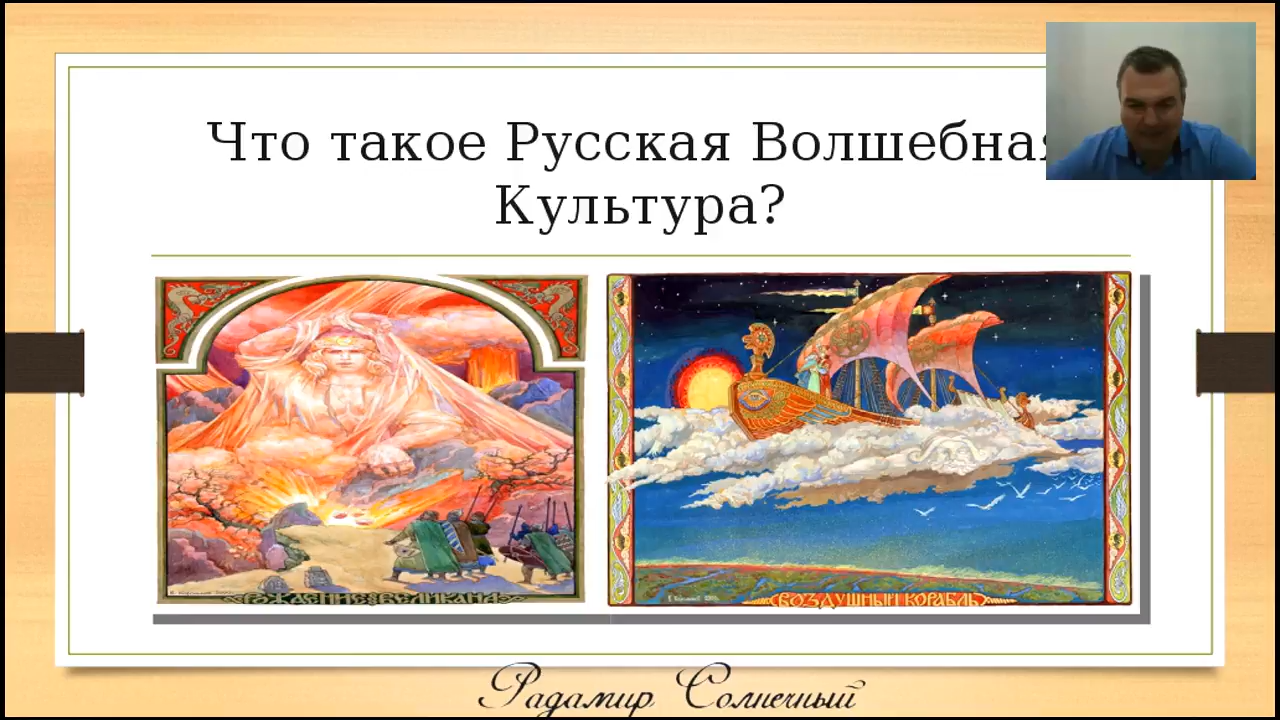 Что такое Русская Волшебная
Культура?
РОЖДЕНИЕ ВЕЛИКАНА
ВОЗДУШНЫЙ КОРАБЛЬ
Радамир Солнечный